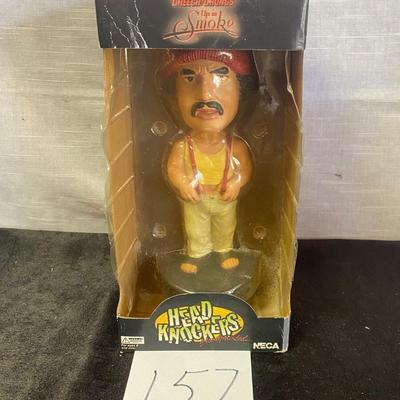 CHEECH & CHONG'S
Up in
Smoke
HEAD
KNOCKERS
NECA
157